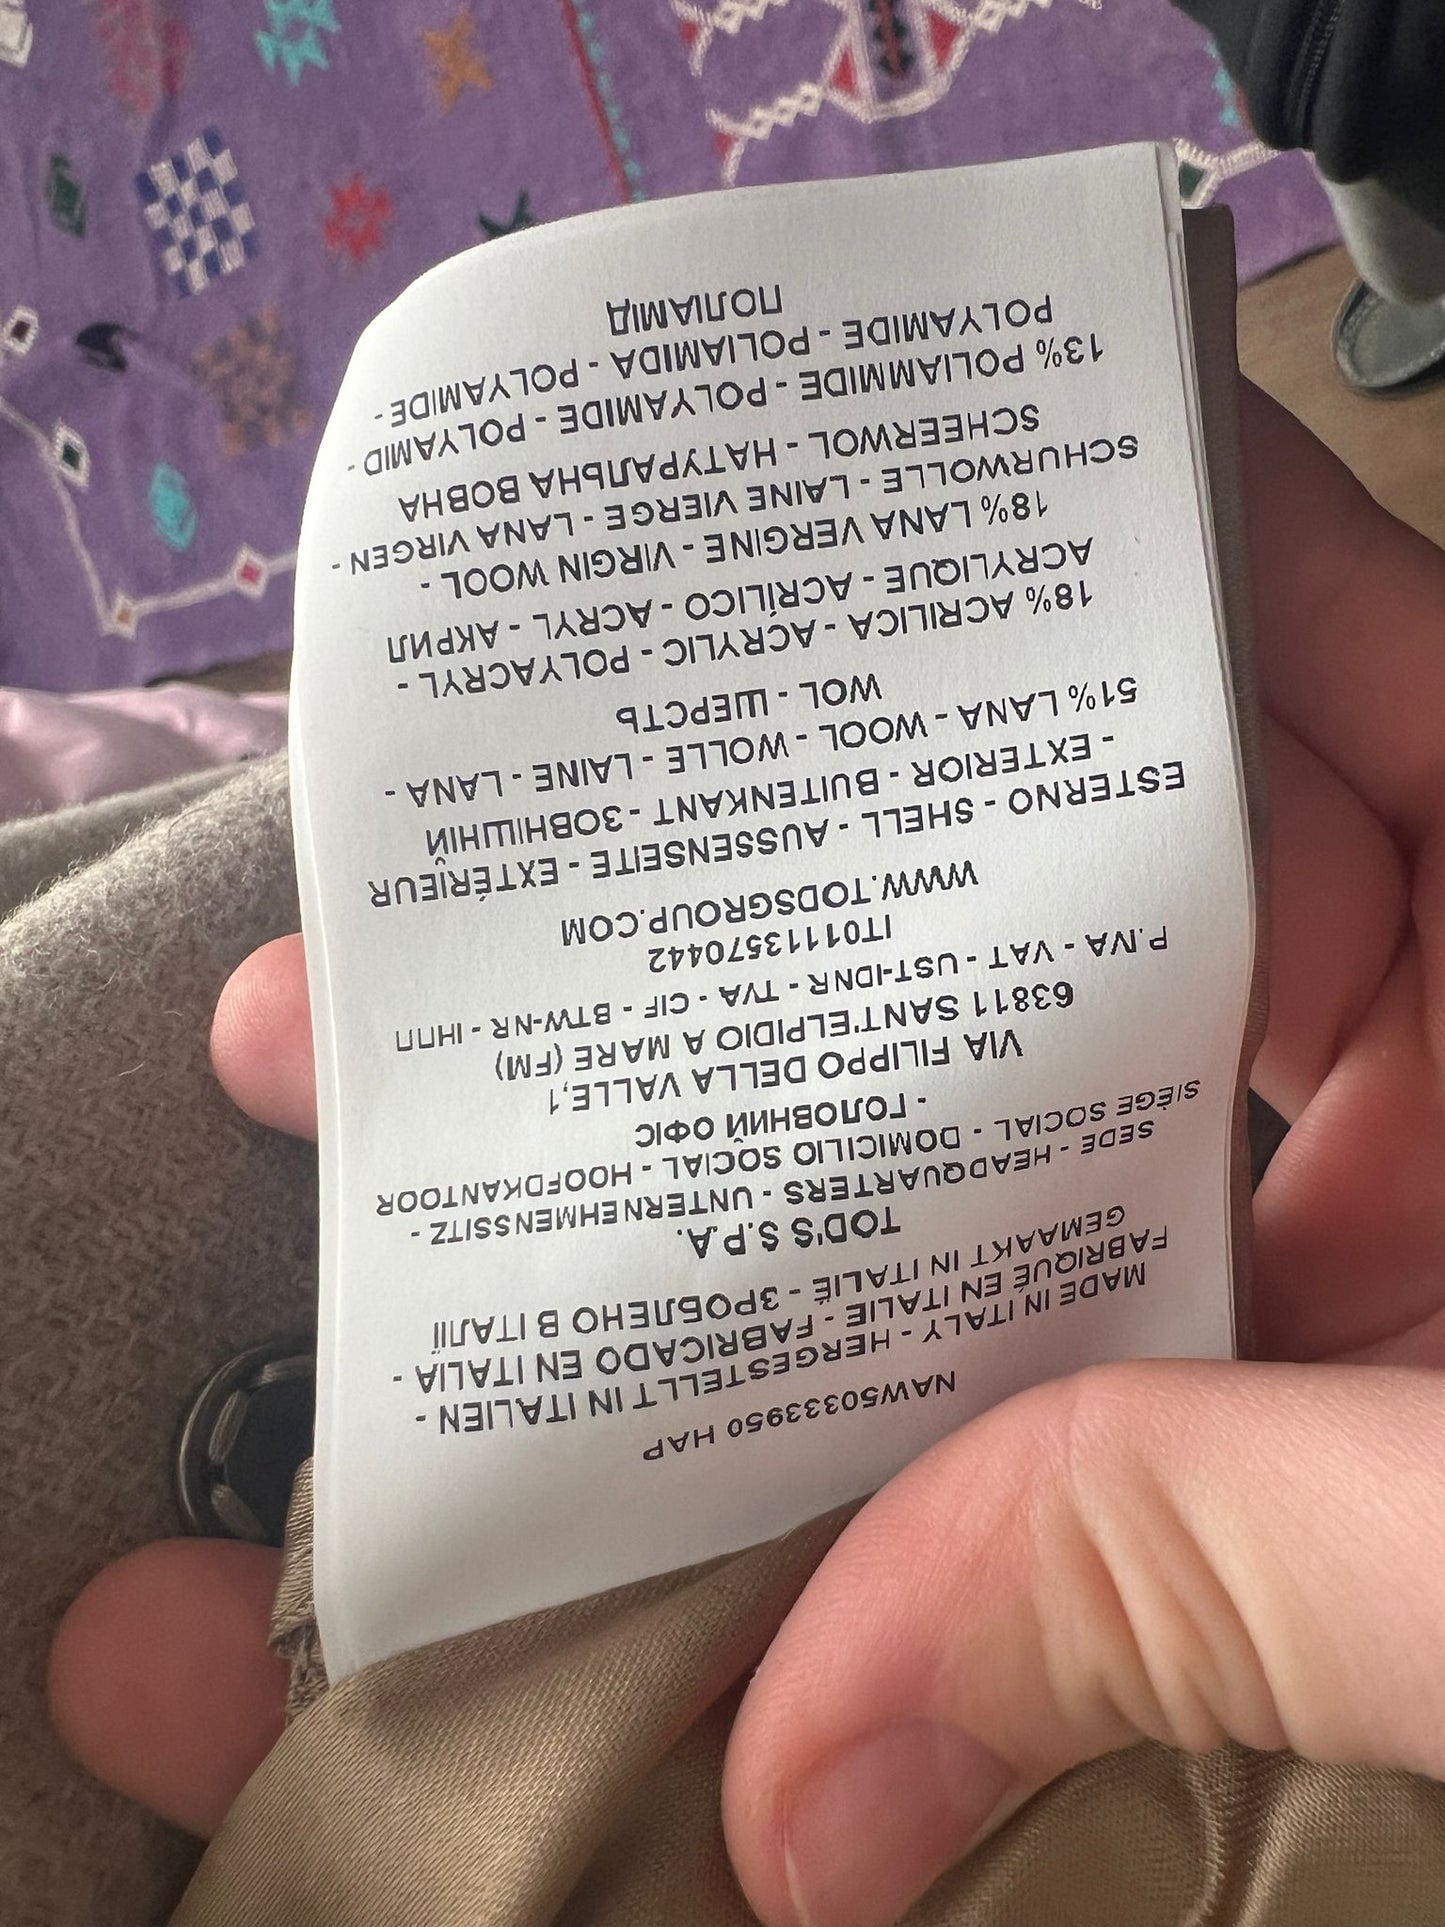 NAW50333950 HAP
MADE IN ITALY - HERGESTELLT IN ITALIEN -
FABRIQUÉ EN ITALIE - FABRICADO EN ITALIA -
GEMAAKT IN ITALIË - ЗРОБЛЕНО В ІТАЛІЇ
TOD'S S.P.A.
SEDE - HEADQUARTERS - UNTERNEHMENSSITZ -
SIÈGE SOCIAL - DOMICILIO SOCIAL - HOOFDKANTOOR
- ГОЛОВНИЙ ОФІС
VIA FILIPPO DELLA VALLE,1
63811 SANT'ELPIDIO A MARE (FM)
P.IVA - VAT - UST-IDNR - TVA - CIF - BTW-NR - ІНПП
IT01113570442
WWW.TODSGROUP.COM
ESTERNO - SHELL - AUSSENSEITE - EXTÉRIEUR
- EXTERIOR - BUITENKANT - ЗОВНІШНІЙ
51% LANA - WOOL - WOLLE - LAINE - LANA -
WOL - ШЕРСТЬ
18% ACRILICA - ACRYLIC - POLYACRYL -
ACRYLIQUE - ACRÍLICO - ACRYL - АКРИЛ
18% LANA VERGINE - VIRGIN WOOL -
SCHURWOLLE - LAINE VIERGE - LANA VIRGEN -
SCHEERWOL - НАТУРАЛЬНА ВОВНА
13% POLIAMMIDE - POLYAMIDE - POLYAMID -
POLYAMIDE - POLIAMIDA - POLYAMIDE -
ПОЛІАМІД